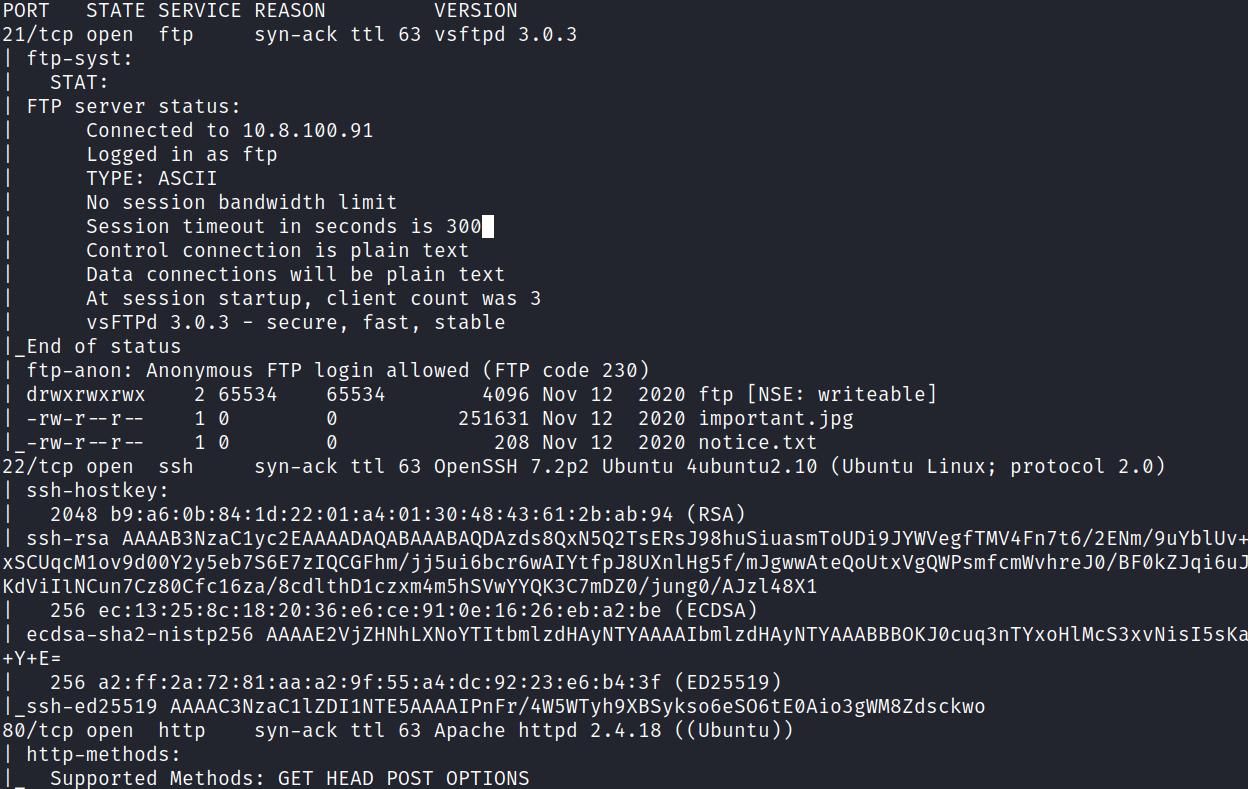 PORT   STATE SERVICE REASON         VERSION
21/tcp open  ftp     syn-ack ttl 63 vsftpd 3.0.3
| ftp-syst:
|   STAT:
| FTP server status:
|      Connected to 10.8.100.91
|      Logged in as ftp
|      TYPE: ASCII
|      No session bandwidth limit
|      Session timeout in seconds is 300
|      Control connection is plain text
|      Data connections will be plain text
|      At session startup, client count was 3
|      vsFTPd 3.0.3 - secure, fast, stable
|_End of status
| ftp-anon: Anonymous FTP login allowed (FTP code 230)
| drwxrwxrwx    2 65534    65534        4096 Nov 12  2020 ftp [NSE: writeable]
| -rw-r--r--    1 0        0          251631 Nov 12  2020 important.jpg
|_-rw-r--r--    1 0        0             208 Nov 12  2020 notice.txt
22/tcp open  ssh     syn-ack ttl 63 OpenSSH 7.2p2 Ubuntu 4ubuntu2.10 (Ubuntu Linux; protocol 2.0)
| ssh-hostkey:
|   2048 b9:a6:0b:84:1d:22:01:a4:01:30:48:43:61:2b:ab:94 (RSA)
| ssh-rsa AAAAB3NzaC1yc2EAAAADAQABAAABAQDAzds8QxN5Q2TsERsJ98huSiuasmToUDi9JYWVegfTMV4Fn7t6/2ENm/9uYblUv+
xSCUqcM1ov9d00Y2y5eb7S6E7zIQCGFhm/jj5ui6bcr6wAIYtfpJ8UXnlHg5f/mJgwwAteQoUtxVgQWPsmfcmWvhreJ0/BF0kZJqi6uJ
KdViIlNCun7Cz80Cfc16za/8cdlthD1czxm4m5hSVwYYQK3C7mDZ0/jung0/AJzl48X1
|   256 ec:13:25:8c:18:20:36:e6:ce:91:0e:16:26:eb:a2:be (ECDSA)
| ecdsa-sha2-nistp256 AAAAE2VjZHNhLXNoYTItbmlzdHAyNTYAAAAIbmlzdHAyNTYAAABBBOKJ0cuq3nTYxoHlMcS3xvNisI5sKa
+Y+E=
|   256 a2:ff:2a:72:81:aa:a2:9f:55:a4:dc:92:23:e6:b4:3f (ED25519)
|_ssh-ed25519 AAAAC3NzaC1lZDI1NTE5AAAAIPnFr/4W5WTyh9XBSykso6eSO6tE0Aio3gWM8Zdsckwo
80/tcp open  http    syn-ack ttl 63 Apache httpd 2.4.18 ((Ubuntu))
| http-methods:
|_  Supported Methods: GET HEAD POST OPTIONS